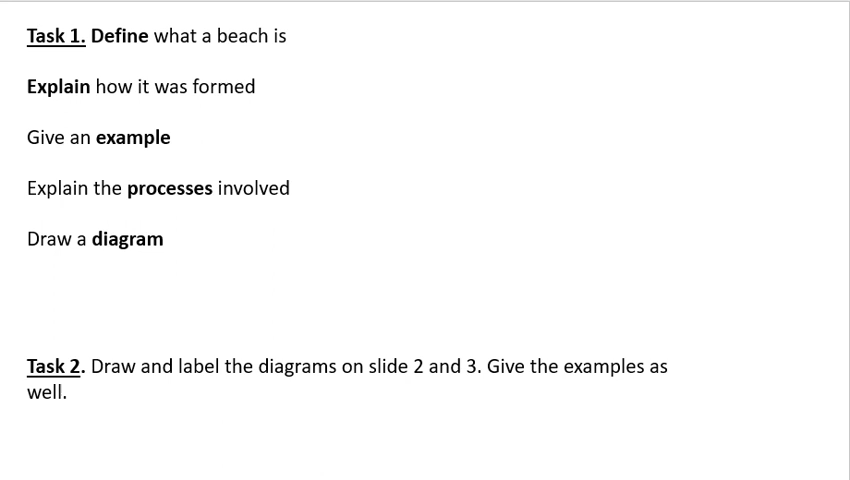 Task 1. Define what a beach is
Explain how it was formed
Give an example
Explain the processes involved
Draw a diagram
Task 2. Draw and label the diagrams on slide 2 and 3. Give the examples as
well.